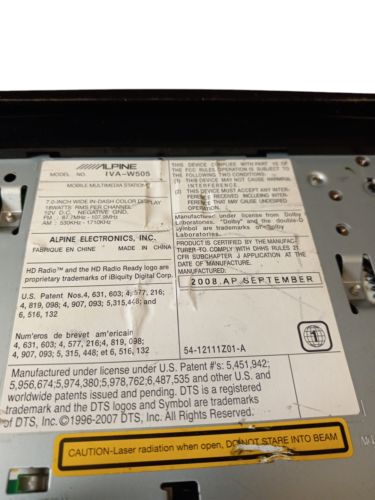 ALPINE
MODEL NO. IVA-W505
MOBILE MULTIMEDIA STATION
7.0-INCH WIDE IN-DASH COLOR DISPLAY
18WATTS RMS PER CHANNEL
12V D.C. NEGATIVE GND.
FM : 87.7MHz- 107.9MHz
AM : 530KHz - 1710KHz
ALPINE ELECTRONICS, INC.
FABRIQUE EN CHINE MADE IN CHINA
HD Radio™ and the HD Radio Ready logo are
proprietary trademarks of iBiquity Digital Corp.
U.S. Patent Nos.4, 631, 603; 4, 577, 216;
4, 819, 098; 4, 907, 093; 5,315,448; and
6, 516, 132
Num'eros de brevet am'ericain
4, 631, 603; 4, 577, 216; 4, 819, 098;
4, 907, 093; 5, 315, 448; et 6, 516, 132
THIS DEVICE COMPLIES WITH PART 15 OF
THE FCC RULES. OPERATION IS SUBJECT TO
THE FOLLOWING TWO CONDITIONS:
(1) THIS DEVICE MAY NOT CAUSE HARMFUL
INTERFERENCE.
(2) THIS DEVICE MUST ACCEPT ANY INTER-
FERENCE RECEIVED, INCLUDING INTER-
FERENCE THAT MAY CAUSE UNDESIRED
OPERATION.
Manufactured under license from Dolby
Laboratories. "Dolby" and the double-D
symbol are trademarks of Dolby
Laboratories.
PRODUCT IS CERTIFIED BY THE MANUFAC-
TURER TO COMPLY WITH DHHS RULES 21
CFR SUBCHAPTER J APPLICATION AT THE
DATE OF MANUFACTURE.
MANUFACTURED:
2008.AP SEPTEMBER
54-12111Z01-A
1
Manufactured under license under U.S. Patent #'s: 5,451,942;
5,956,674; 5,974,380; 5,978,762; 6,487,535 and other U.S. and
worldwide patents issued and pending. DTS is a registered
trademark and the DTS logos and Symbol are trademarks
of DTS, Inc. ©1996-2007 DTS, Inc. All Rights Reserved.
CAUTION-Laser radiation when open, DO NOT STARE INTO BEAM